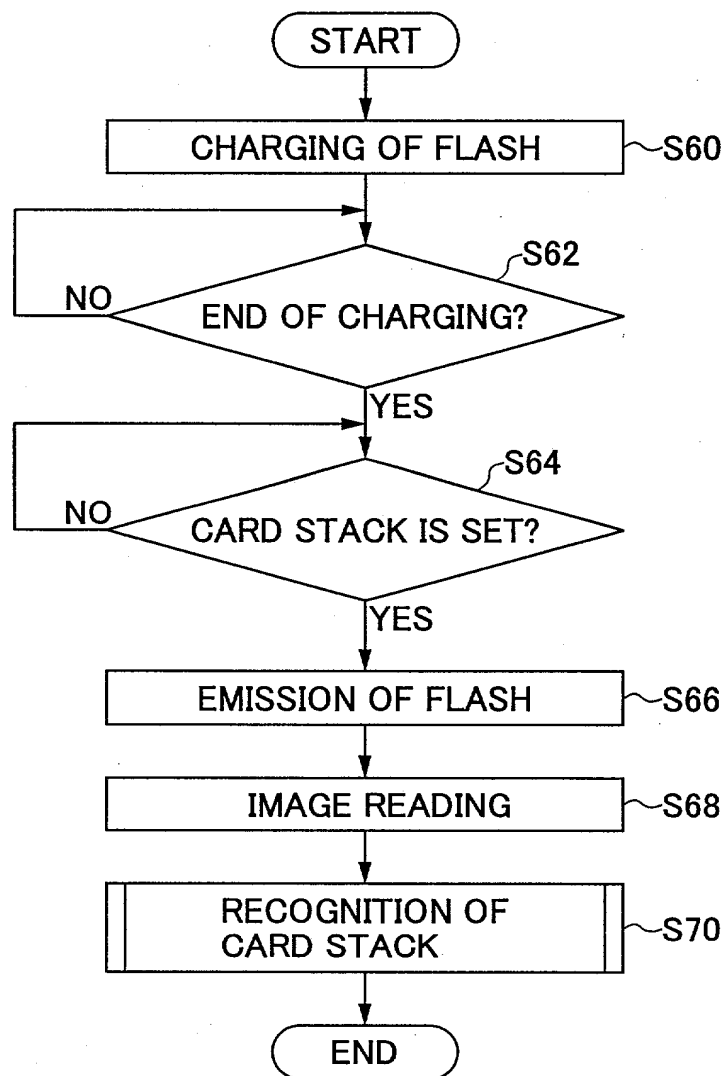 START
CHARGING OF FLASH
S60
S62
NO
END OF CHARGING?
YES
S64
NO
CARD STACK IS SET?
YES
EMISSION OF FLASH
S66
IMAGE READING
S68
RECOGNITION OF
CARD STACK
S70
END